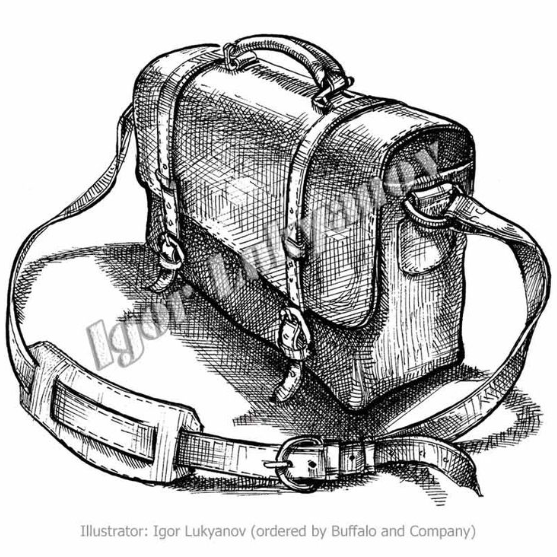 Igor Lukyanov
Illustrator: Igor Lukyanov (ordered by Buffalo and Company)